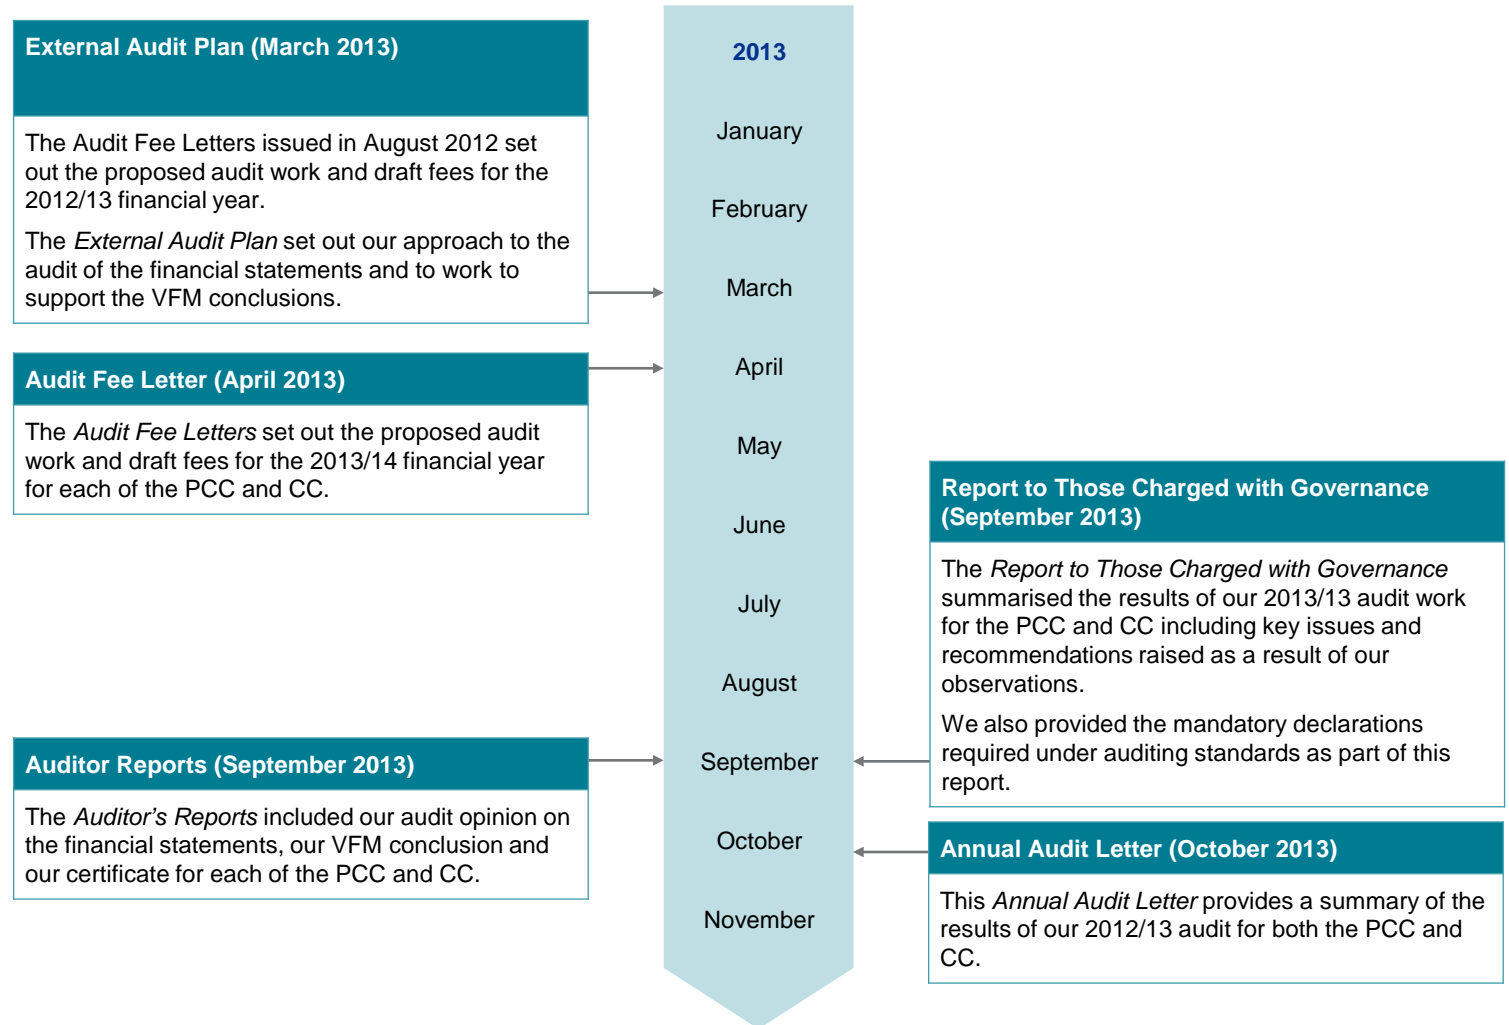 External Audit Plan (March 2013)
The Audit Fee Letters issued in August 2012 set
out the proposed audit work and draft fees for the
2012/13 financial year.
The External Audit Plan set out our approach to the
audit of the financial statements and to work to
support the VFM conclusions.
Audit Fee Letter (April 2013)
The Audit Fee Letters set out the proposed audit
work and draft fees for the 2013/14 financial year
for each of the PCC and CC.
Auditor Reports (September 2013)
The Auditor’s Reports included our audit opinion on
the financial statements, our VFM conclusion and
our certificate for each of the PCC and CC.
2013
January
February
March
April
May
June
July
August
September
October
November
Report to Those Charged with Governance
(September 2013)
The Report to Those Charged with Governance
summarised the results of our 2013/13 audit work
for the PCC and CC including key issues and
recommendations raised as a result of our
observations.
We also provided the mandatory declarations
required under auditing standards as part of this
report.
Annual Audit Letter (October 2013)
This Annual Audit Letter provides a summary of the
results of our 2012/13 audit for both the PCC and
CC.